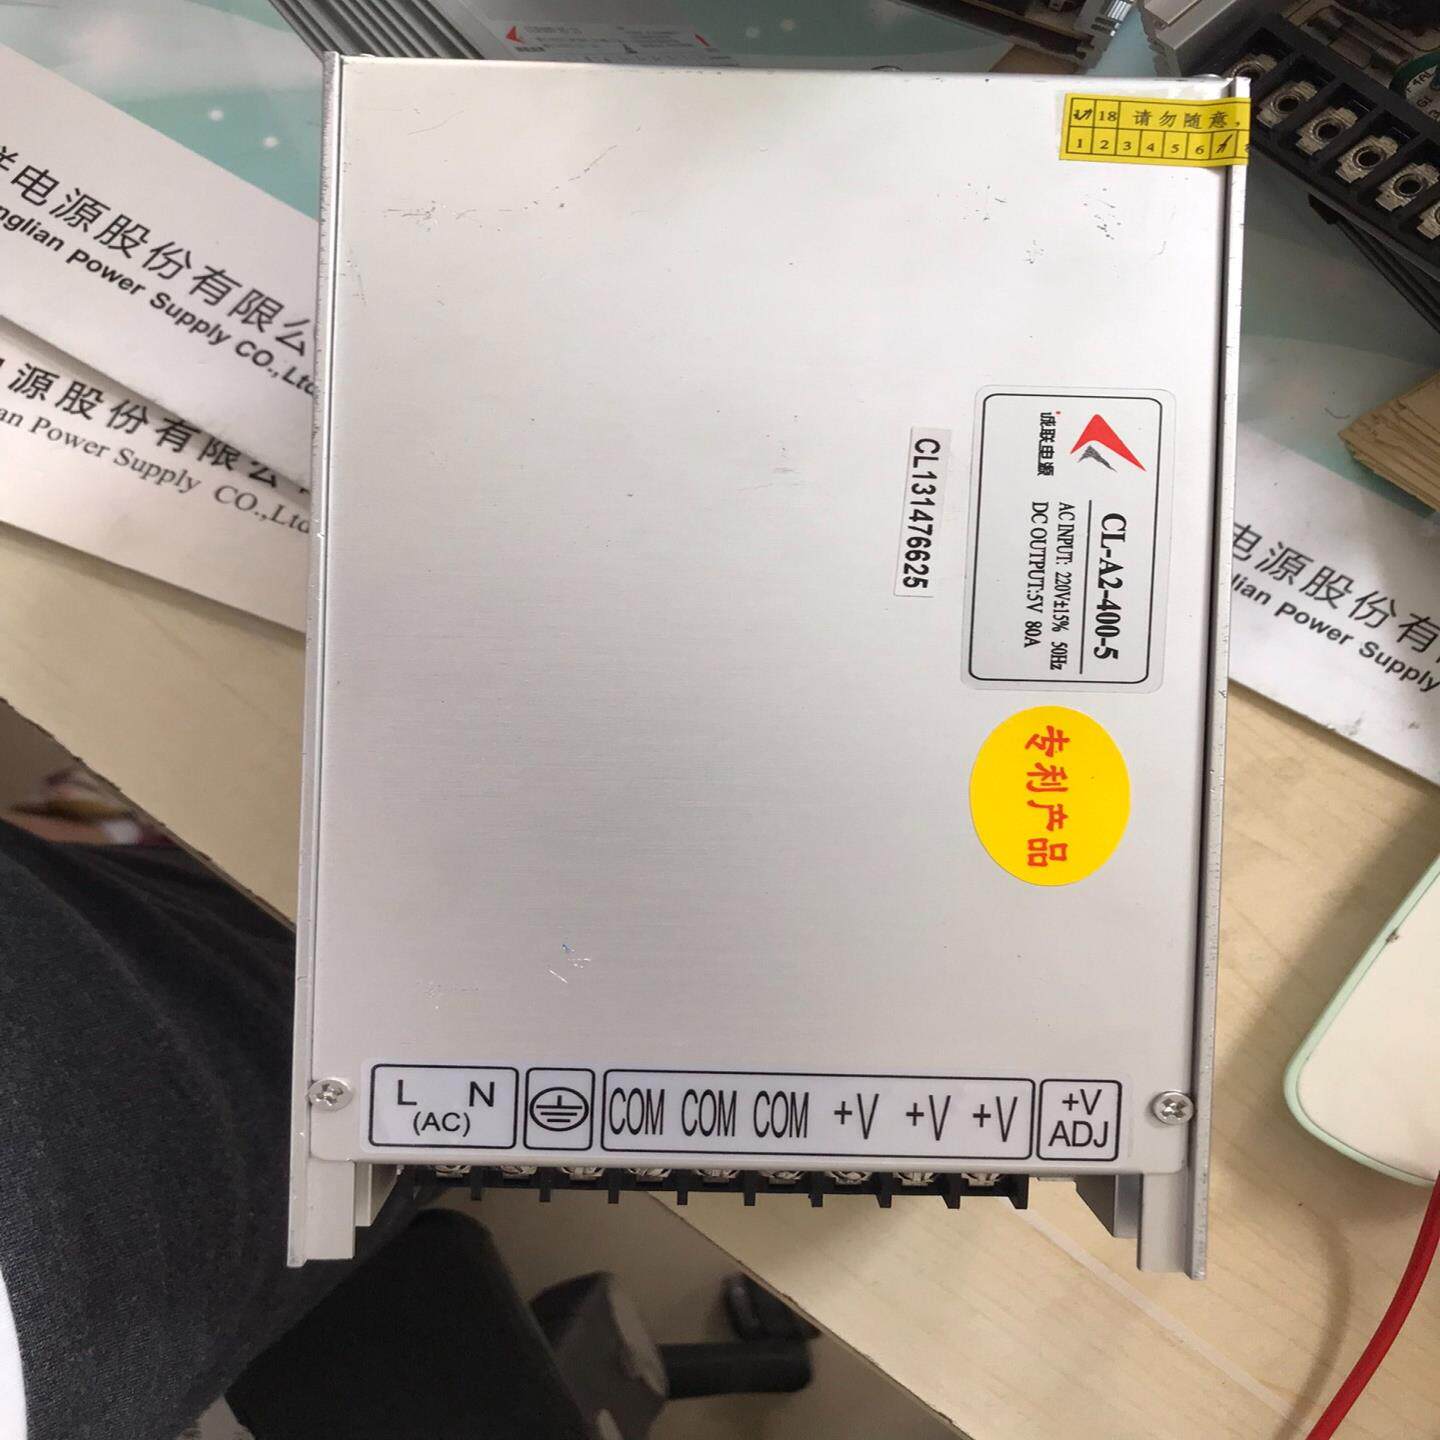 17 18 请勿随意，
1 2 3 4 5 6
诚联电源
CL-A2-400-5
AC INPUT: 220V±15% 50Hz
DC OUTPUT:5V 80A
CL131476625
专利产品
L N
(AC)
COM COM COM +V +V +V
+V
ADJ
电源股份有限公
nglian Power Supply CO.,Ltd
源股份有限公
an Power Supply CO.,Ltd
电源股份有
lian Power Supply